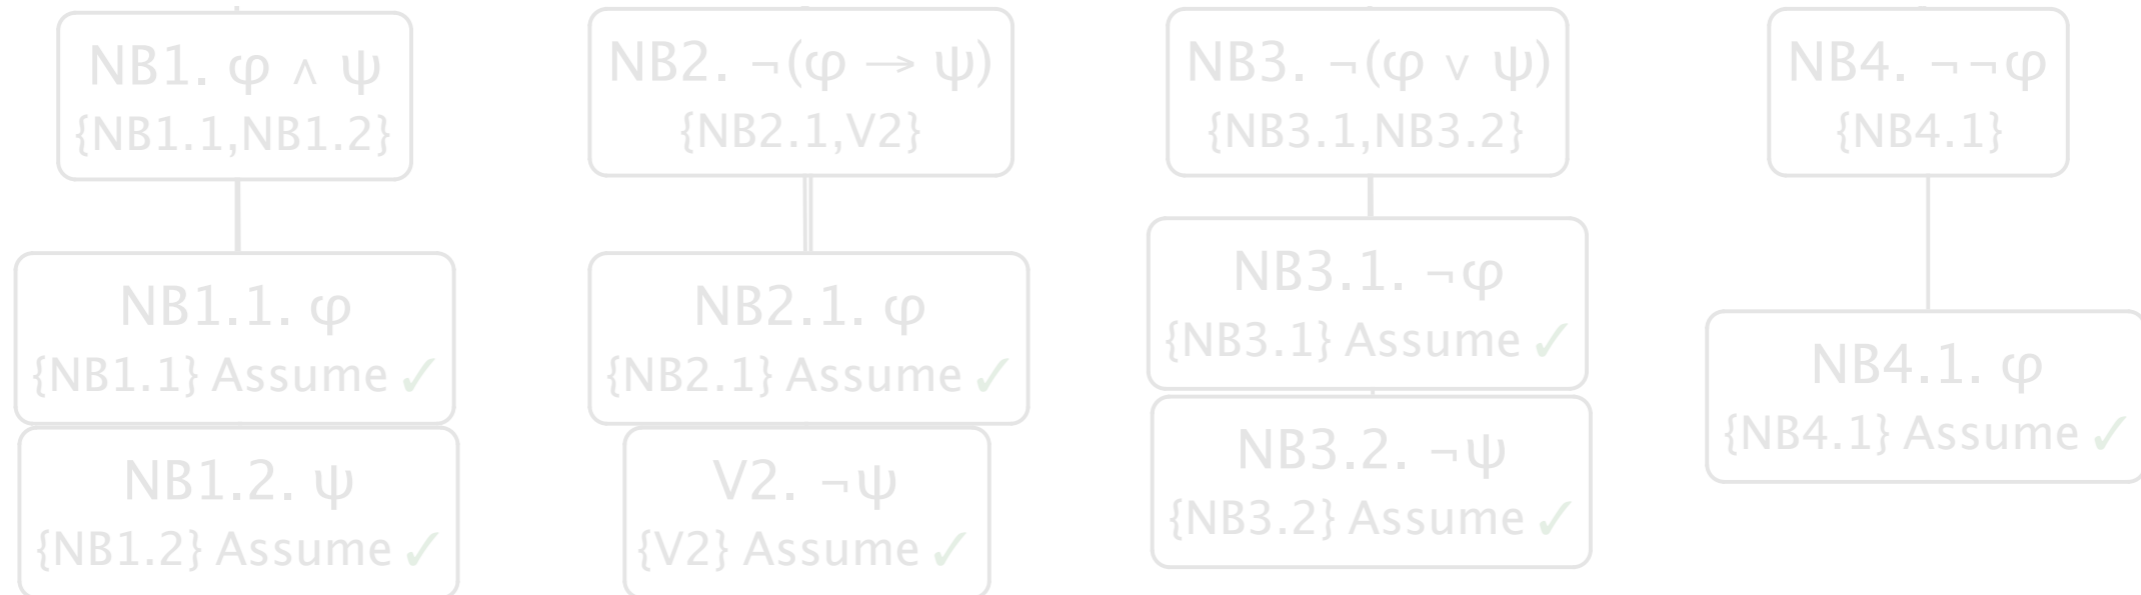 NB1. φ ∧ ψ
{NB1.1,NB1.2}
NB1.1. φ
{NB1.1} Assume ✓
NB1.2. ψ
{NB1.2} Assume ✓
NB2. ¬(φ → ψ)
{NB2.1,V2}
NB2.1. φ
{NB2.1} Assume ✓
V2. ¬ψ
{V2} Assume ✓
NB3. ¬(φ ∨ ψ)
{NB3.1,NB3.2}
NB3.1. ¬φ
{NB3.1} Assume ✓
NB3.2. ¬ψ
{NB3.2} Assume ✓
NB4. ¬¬φ
{NB4.1}
NB4.1. φ
{NB4.1} Assume ✓